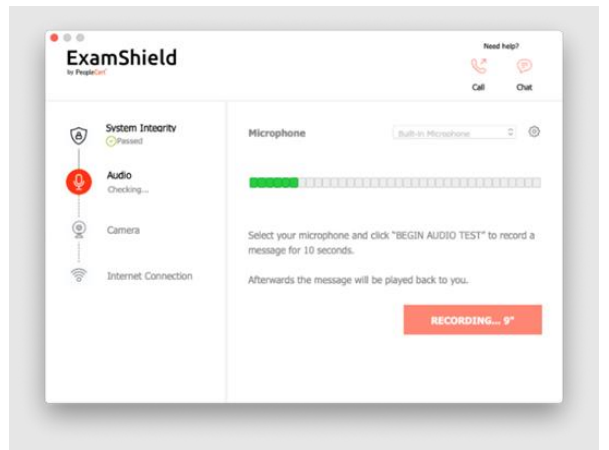 Need help?
ExamShield
by PeopleCert
Call
Chat
System Integrity
Passed
Microphone
Built-in Microphone
Audio
Checking...
Camera
Select your microphone and click "BEGIN AUDIO TEST" to record a
message for 10 seconds.
Internet Connection
Afterwards the message will be played back to you.
RECORDING... 9"